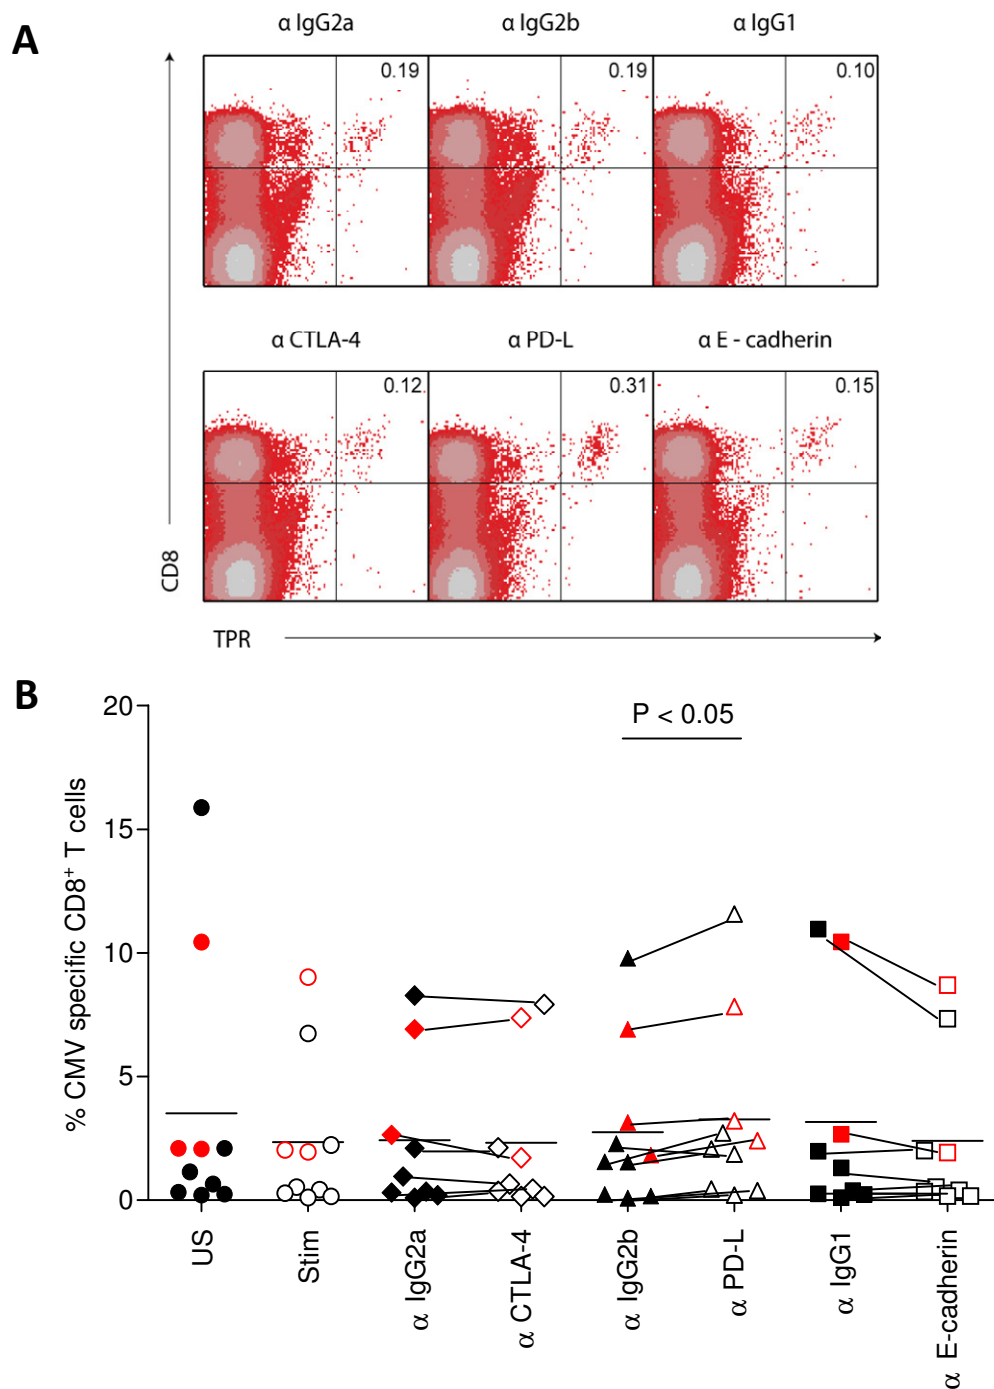 A
α IgG2a
α IgG2b
α IgG1
0.19
0.19
0.10
α CTLA-4
α PD-L
α E - cadherin
0.12
0.31
0.15
CD8
TPR
B
% CMV specific CD8⁺ T cells
20
15
10
5
0
P < 0.05
US
Stim
α IgG2a
α CTLA-4
α IgG2b
α PD-L
α IgG1
α E-cadherin